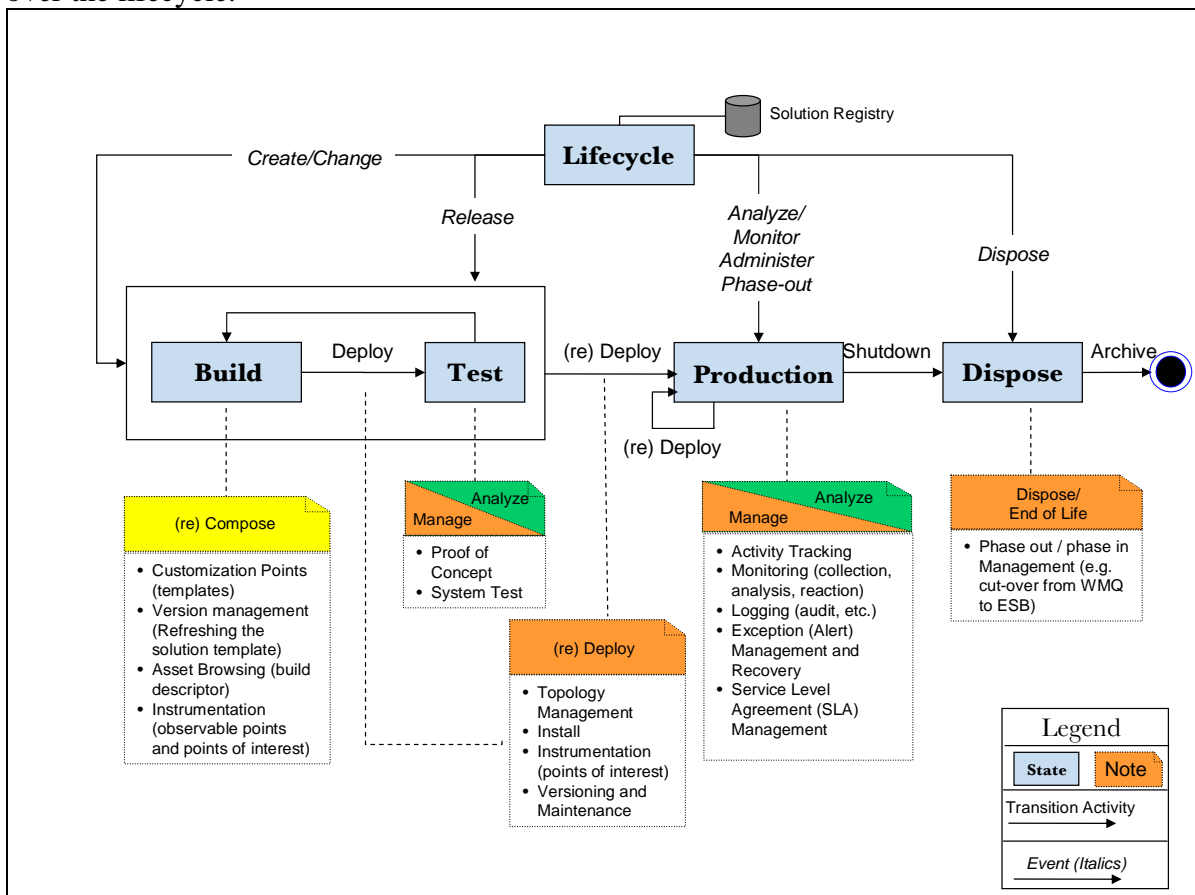 over the lifecycle.
Solution Registry
Lifecycle
Create/Change
Release
Analyze/
Monitor
Administer
Phase-out
Dispose
Build
Deploy
Test
(re) Deploy
Production
(re) Deploy
Shutdown
Dispose
Archive
(re) Compose
• Customization Points
(templates)
• Version management
(Refreshing the
solution template)
• Asset Browsing (build
descriptor)
• Instrumentation
(observable points
and points of interest)
Analyze
Manage
• Proof of
Concept
• System Test
(re) Deploy
• Topology
Management
• Install
• Instrumentation
(points of interest)
• Versioning and
Maintenance
Analyze
Manage
• Activity Tracking
• Monitoring (collection,
analysis, reaction)
• Logging (audit, etc.)
• Exception (Alert)
Management and
Recovery
• Service Level
Agreement (SLA)
Management
Dispose/
End of Life
• Phase out / phase in
Management (e.g.
cut-over from WMQ
to ESB)
Legend
State
Note
Transition Activity
Event (Italics)